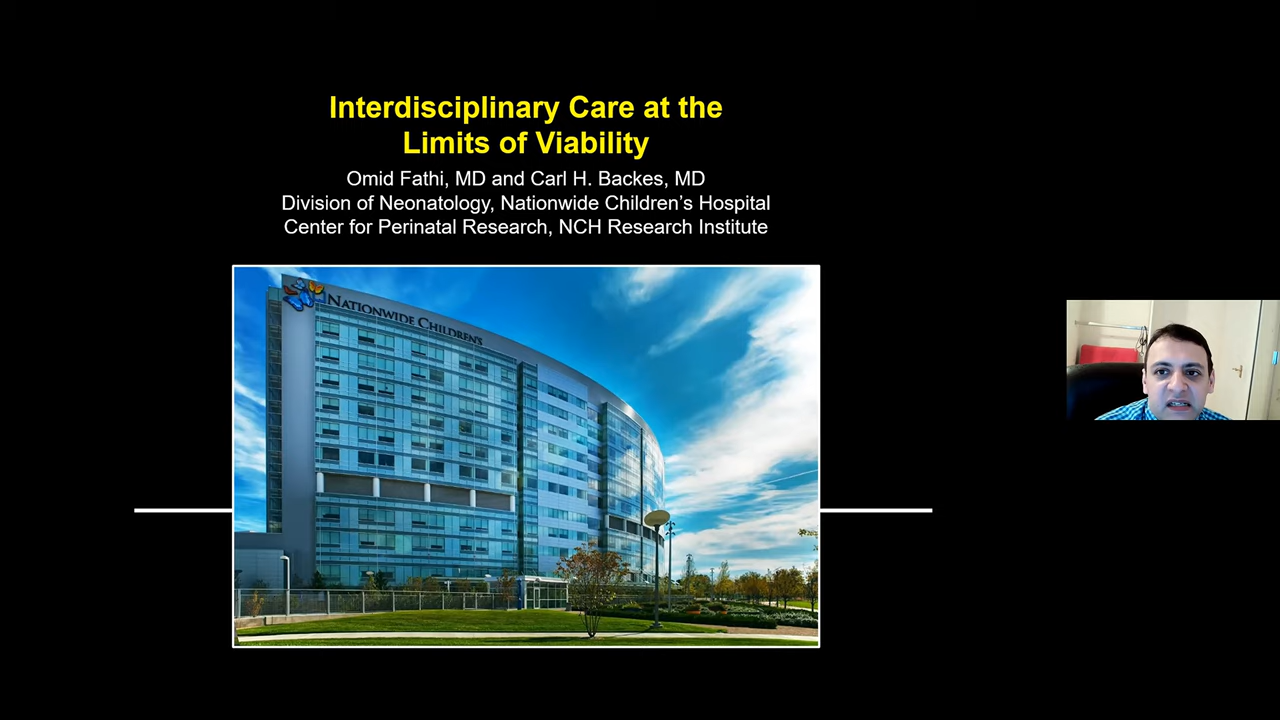 Interdisciplinary Care at the
Limits of Viability
Omid Fathi, MD and Carl H. Backes, MD
Division of Neonatology, Nationwide Children’s Hospital
Center for Perinatal Research, NCH Research Institute
NATIONWIDE CHILDREN'S